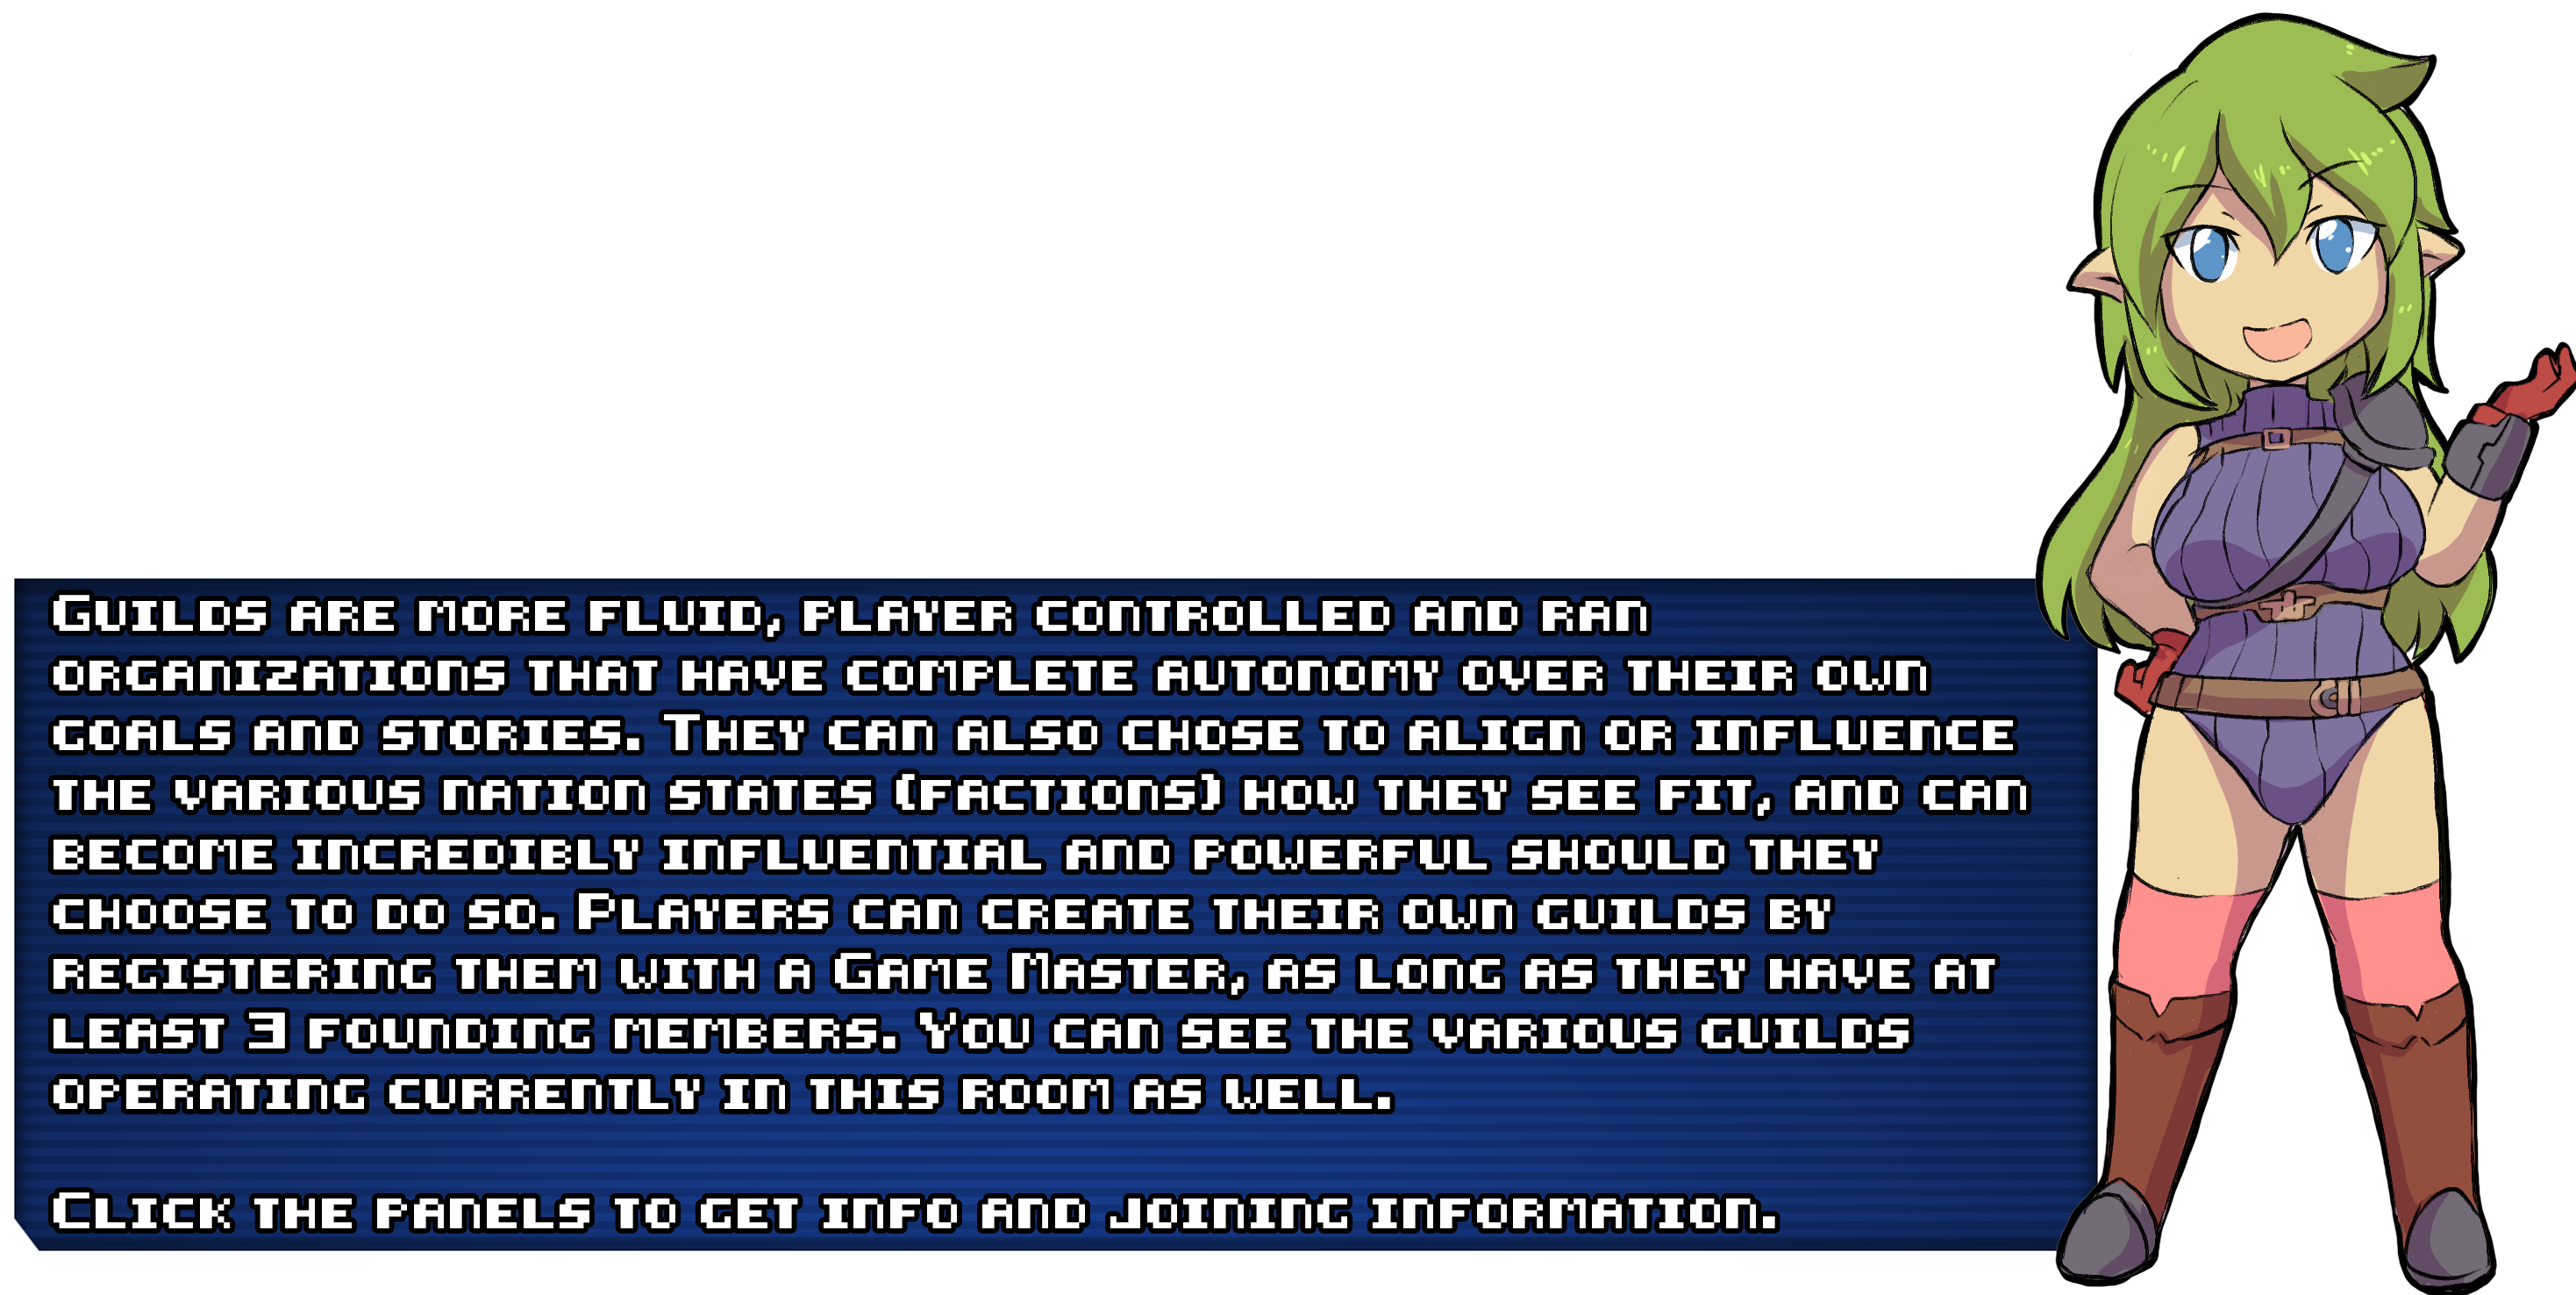 Guilds are more fluid, player controlled and ran
organizations that have complete autonomy over their own
goals and stories. They can also chose to align or influence
the various nation states (factions) how they see fit, and can
become incredibly influential and powerful should they
choose to do so. Players can create their own guilds by
registering them with a Game Master, as long as they have at
least 3 founding members. You can see the various guilds
operating currently in this room as well.
Click the panels to get info and joining information.